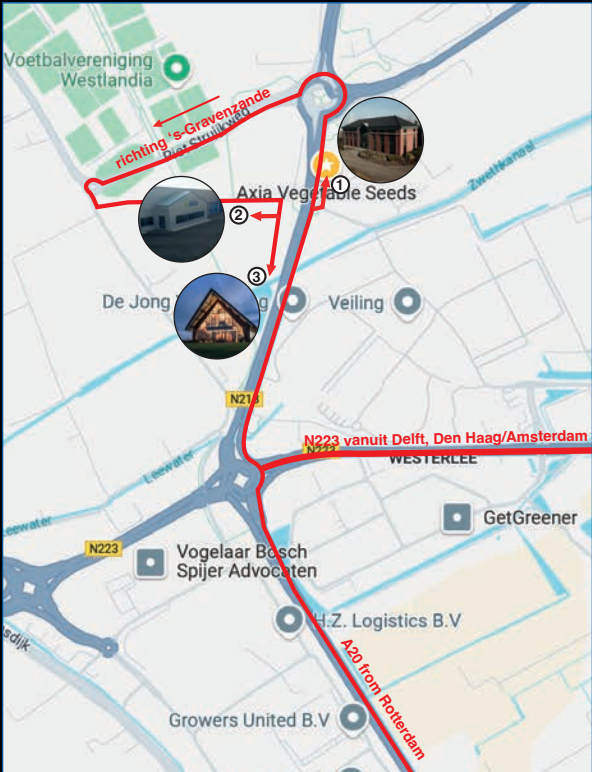 Voetbalvereniging
Westlandia
richting 's-Gravenzande
Piet Struijkweg
Zwethkanaal
①
Axia Vegetable Seeds
②
③
De Jong
g
Veiling
N213
N223 vanuit Delft, Den Haag/Amsterdam
N223
WESTERLEE
Leewater
Leewater
GetGreener
N223
Vogelaar Bosch
Spijer Advocaten
sdijk
H.Z. Logistics B.V
A20 from Rotterdam
Growers United B.V